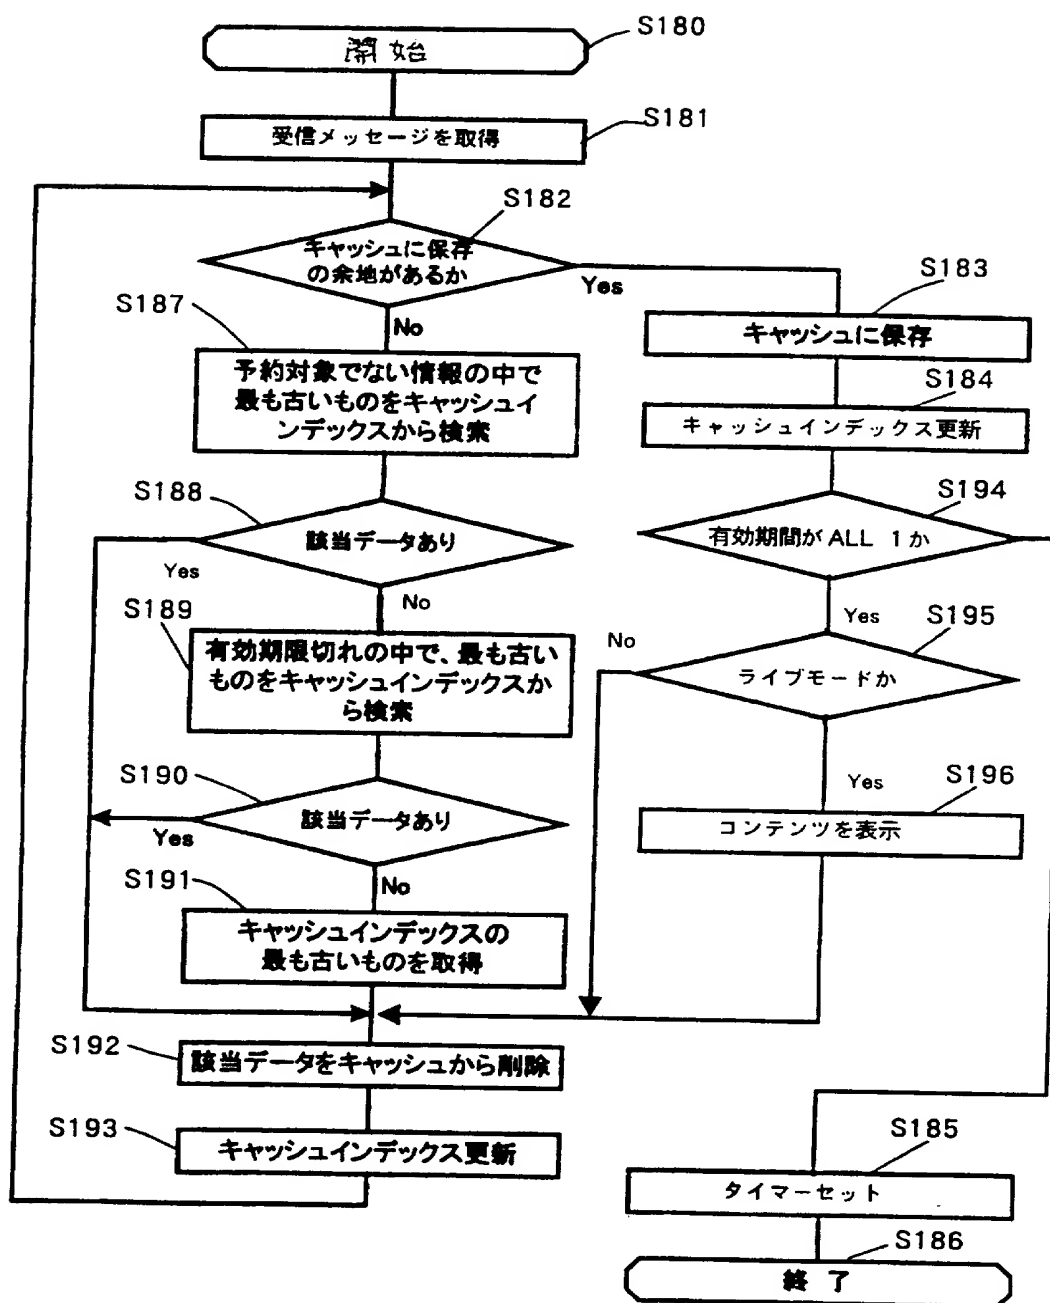 S180
開始
S181
受信メッセージを取得
S182
キャッシュに保存
の余地があるか
Yes
No
S183
キャッシュに保存
S187
予約対象でない情報の中で
最も古いものをキャッシュイ
ンデックスから検索
S184
キャッシュインデックス更新
S188
該当データあり
Yes
No
S194
有効期間がALL 1か
Yes
S189
有効期限切れの中で、最も古い
ものをキャッシュインデックスか
ら検索
S195
ライブモードか
No
Yes
S190
該当データあり
Yes
No
S196
コンテンツを表示
S191
キャッシュインデックスの
最も古いものを取得
S192
該当データをキャッシュから削除
S193
キャッシュインデックス更新
S185
タイマーセット
S186
終了